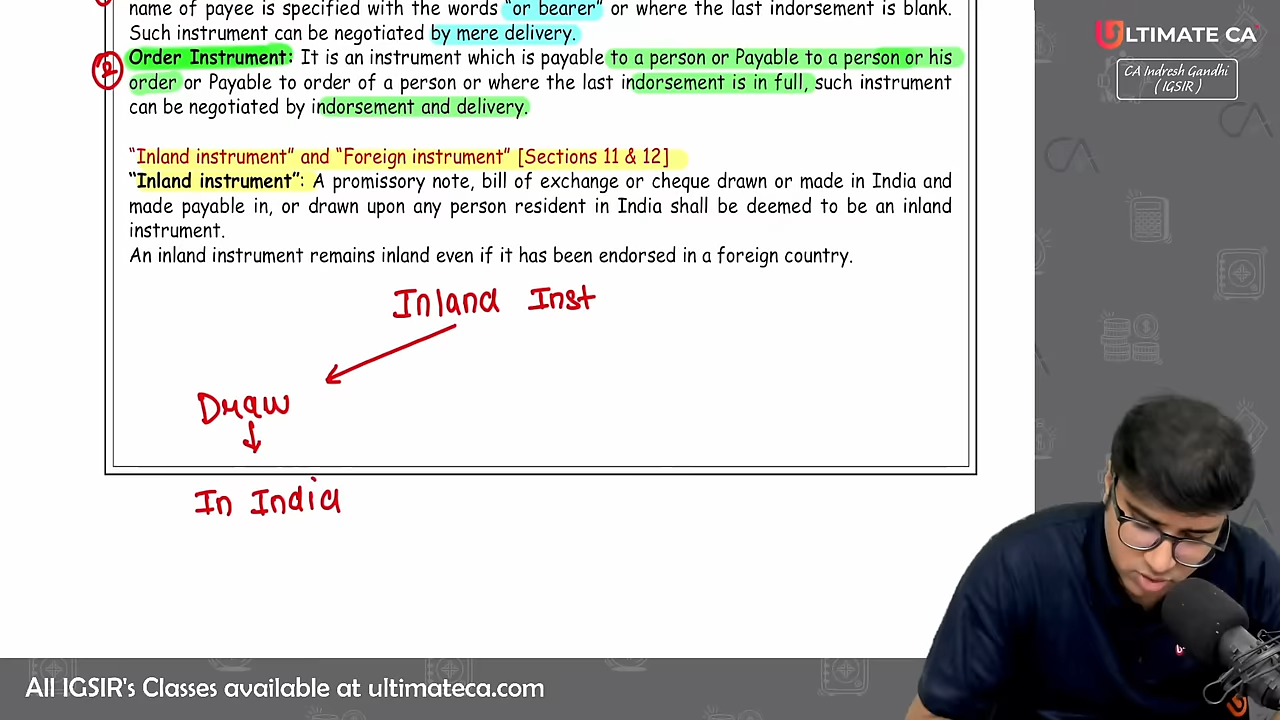 name of payee is specified with the words “or bearer” or where the last indorsement is blank.
Such instrument can be negotiated by mere delivery.
2 Order Instrument: It is an instrument which is payable to a person or Payable to a person or his
order or Payable to order of a person or where the last indorsement is in full, such instrument
can be negotiated by indorsement and delivery.
“Inland instrument” and “Foreign instrument” [Sections 11 & 12]
“Inland instrument”: A promissory note, bill of exchange or cheque drawn or made in India and
made payable in, or drawn upon any person resident in India shall be deemed to be an inland
instrument.
An inland instrument remains inland even if it has been endorsed in a foreign country.
Inland Inst
Draw
In India
ULTIMATE CA
CA Indresh Gandhi
( IGSIR )
CA
CA
All IGSIR's Classes available at ultimateca.com